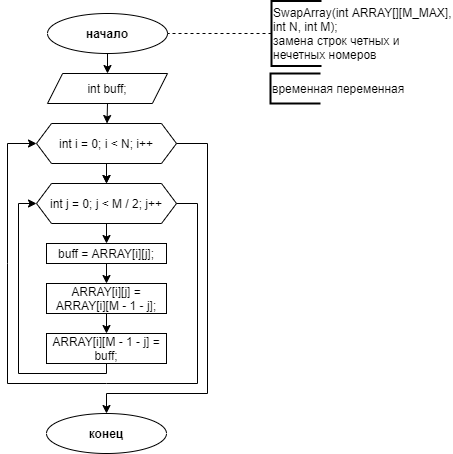 начало
SwapArray(int ARRAY[][M_MAX],
int N, int M);
замена строк четных и
нечетных номеров
int buff;
временная переменная
int i = 0; i < N; i++
int j = 0; j < M / 2; j++
buff = ARRAY[i][j];
ARRAY[i][j] =
ARRAY[i][M - 1 - j];
ARRAY[i][M - 1 - j] =
buff;
конец